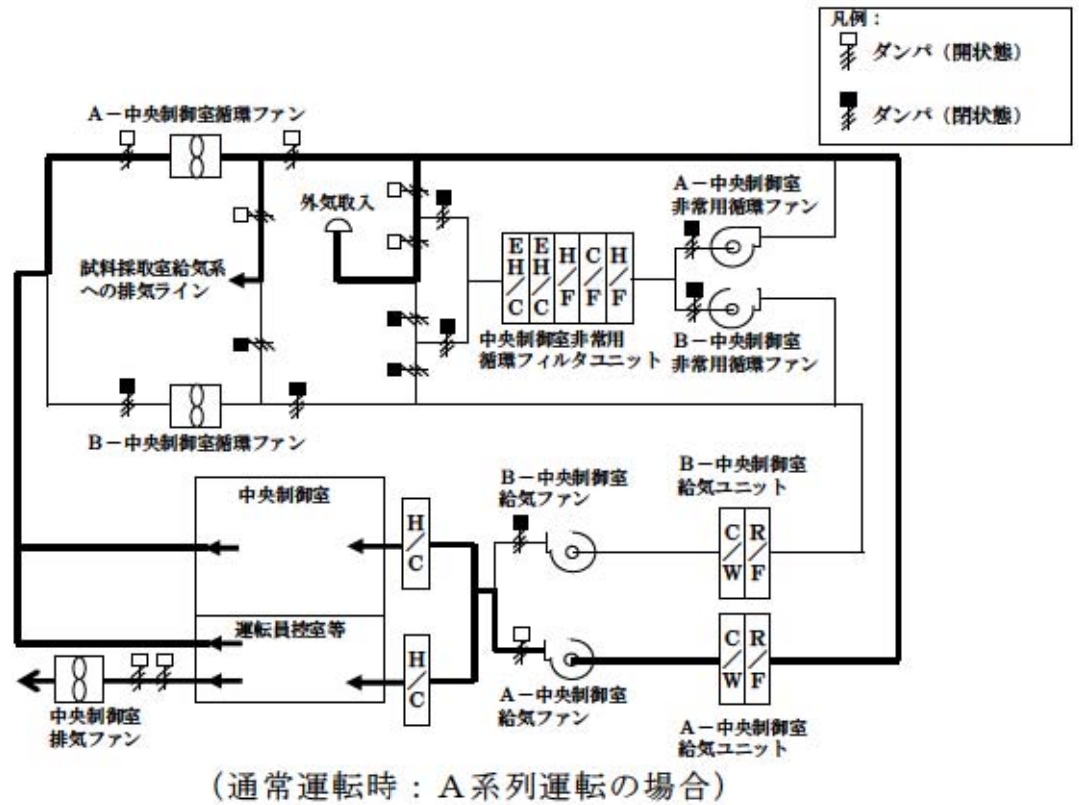 凡例：
ダンパ（開状態）
ダンパ（閉状態）
A－中央制御室循環ファン
外気取入
A－中央制御室
非常用循環ファン
試料採取室給気系
への排気ライン
E
H
／
C
E
H
／
C
H
／
F
C
／
F
H
／
F
中央制御室非常用
循環フィルタユニット
B－中央制御室
非常用循環ファン
B－中央制御室循環ファン
中央制御室
H
／
C
B－中央制御室
給気ファン
B－中央制御室
給気ユニット
C
／
W
R
／
F
運転員控室等
H
／
C
C
／
W
R
／
F
中央制御室
排気ファン
A－中央制御室
給気ファン
A－中央制御室
給気ユニット
（通常運転時：A系列運転の場合）